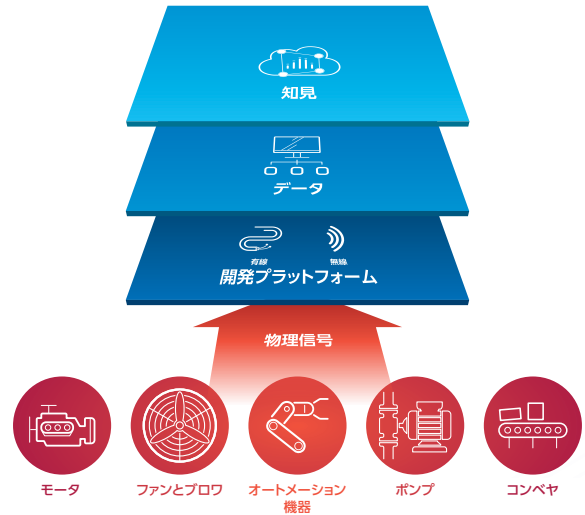 知見
データ
有線 無線
開発プラットフォーム
物理信号
モータ ファンとブロワ オートメーション機器 ポンプ コンベヤ